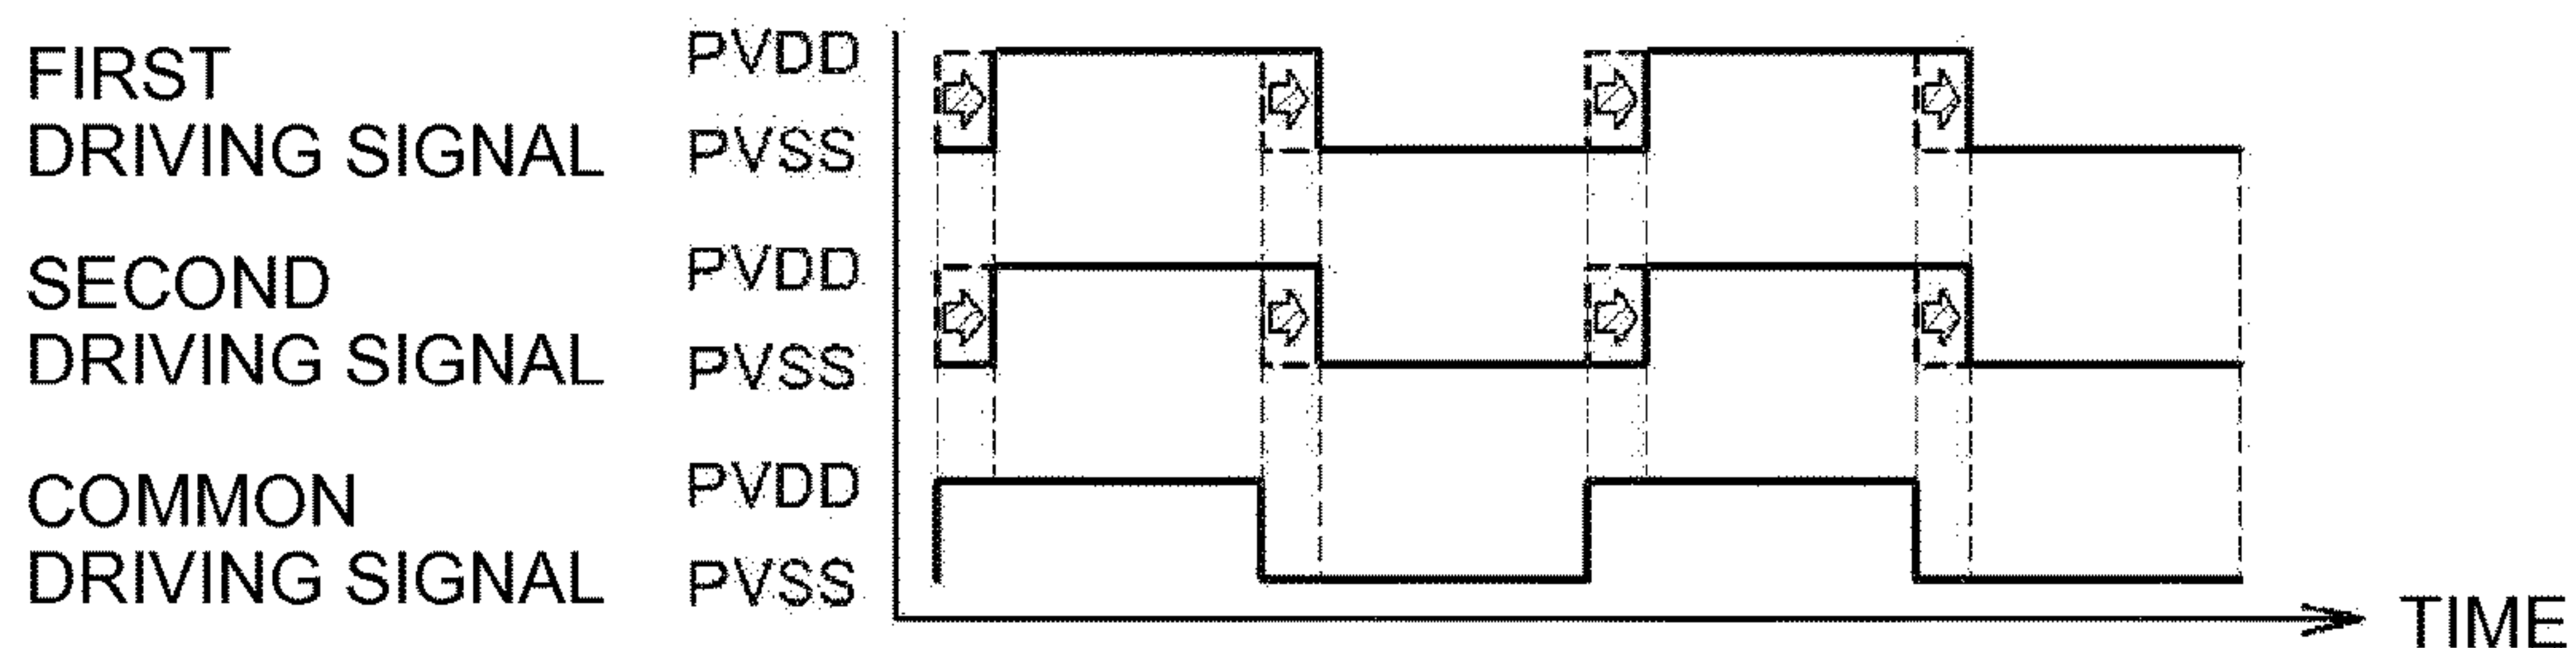 FIRST
DRIVING SIGNAL
PVDD
PVSS
SECOND
DRIVING SIGNAL
PVDD
PVSS
COMMON
DRIVING SIGNAL
PVDD
PVSS
TIME